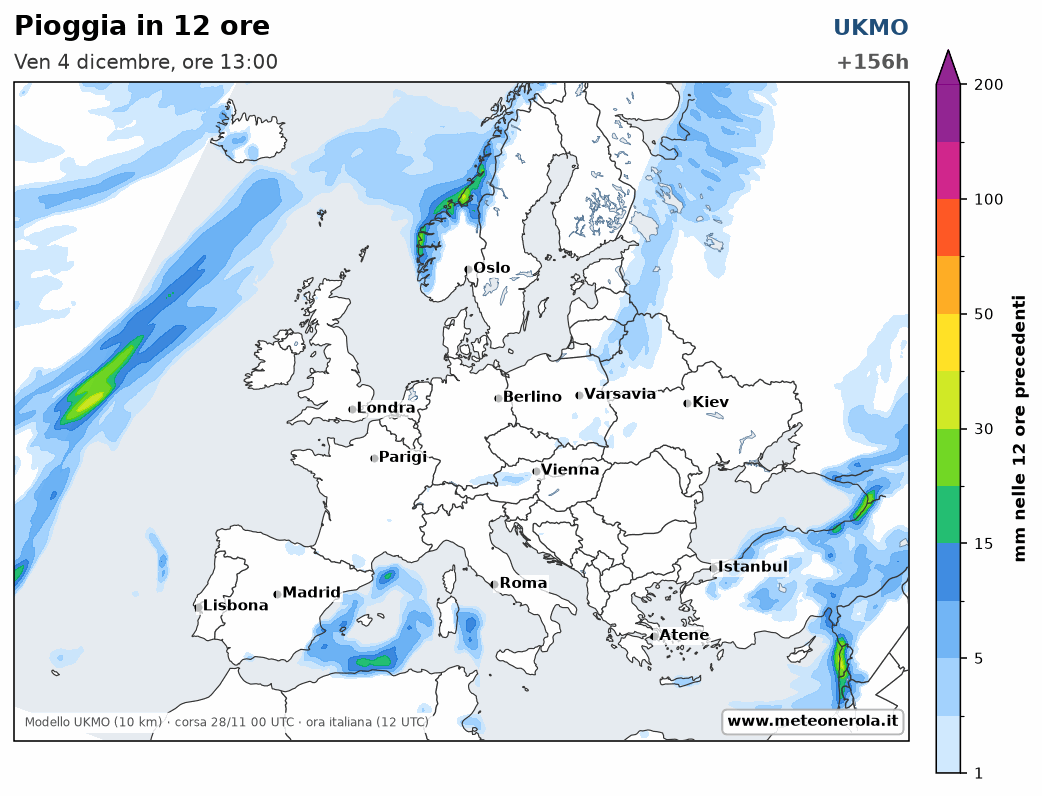 Pioggia in 12 ore
UKMO
Ven 4 dicembre, ore 13:00
+156h
200
100
50
30
15
5
1
mm nelle 12 ore precedenti
Oslo
Berlino
Varsavia
Kiev
Londra
Parigi
Vienna
Istanbul
Madrid
Roma
Lisbona
Atene
Modello UKMO (10 km) · corsa 28/11 00 UTC · ora italiana (12 UTC)
www.meteonerola.it